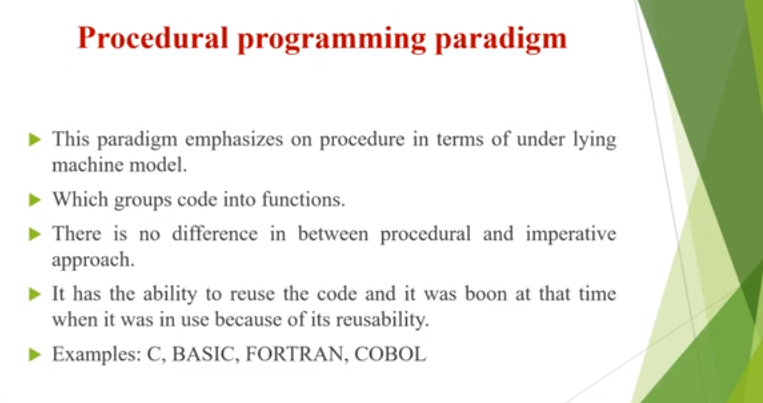 Procedural programming paradigm
This paradigm emphasizes on procedure in terms of under lying
machine model.
Which groups code into functions.
There is no difference in between procedural and imperative
approach.
It has the ability to reuse the code and it was boon at that time
when it was in use because of its reusability.
Examples: C, BASIC, FORTRAN, COBOL